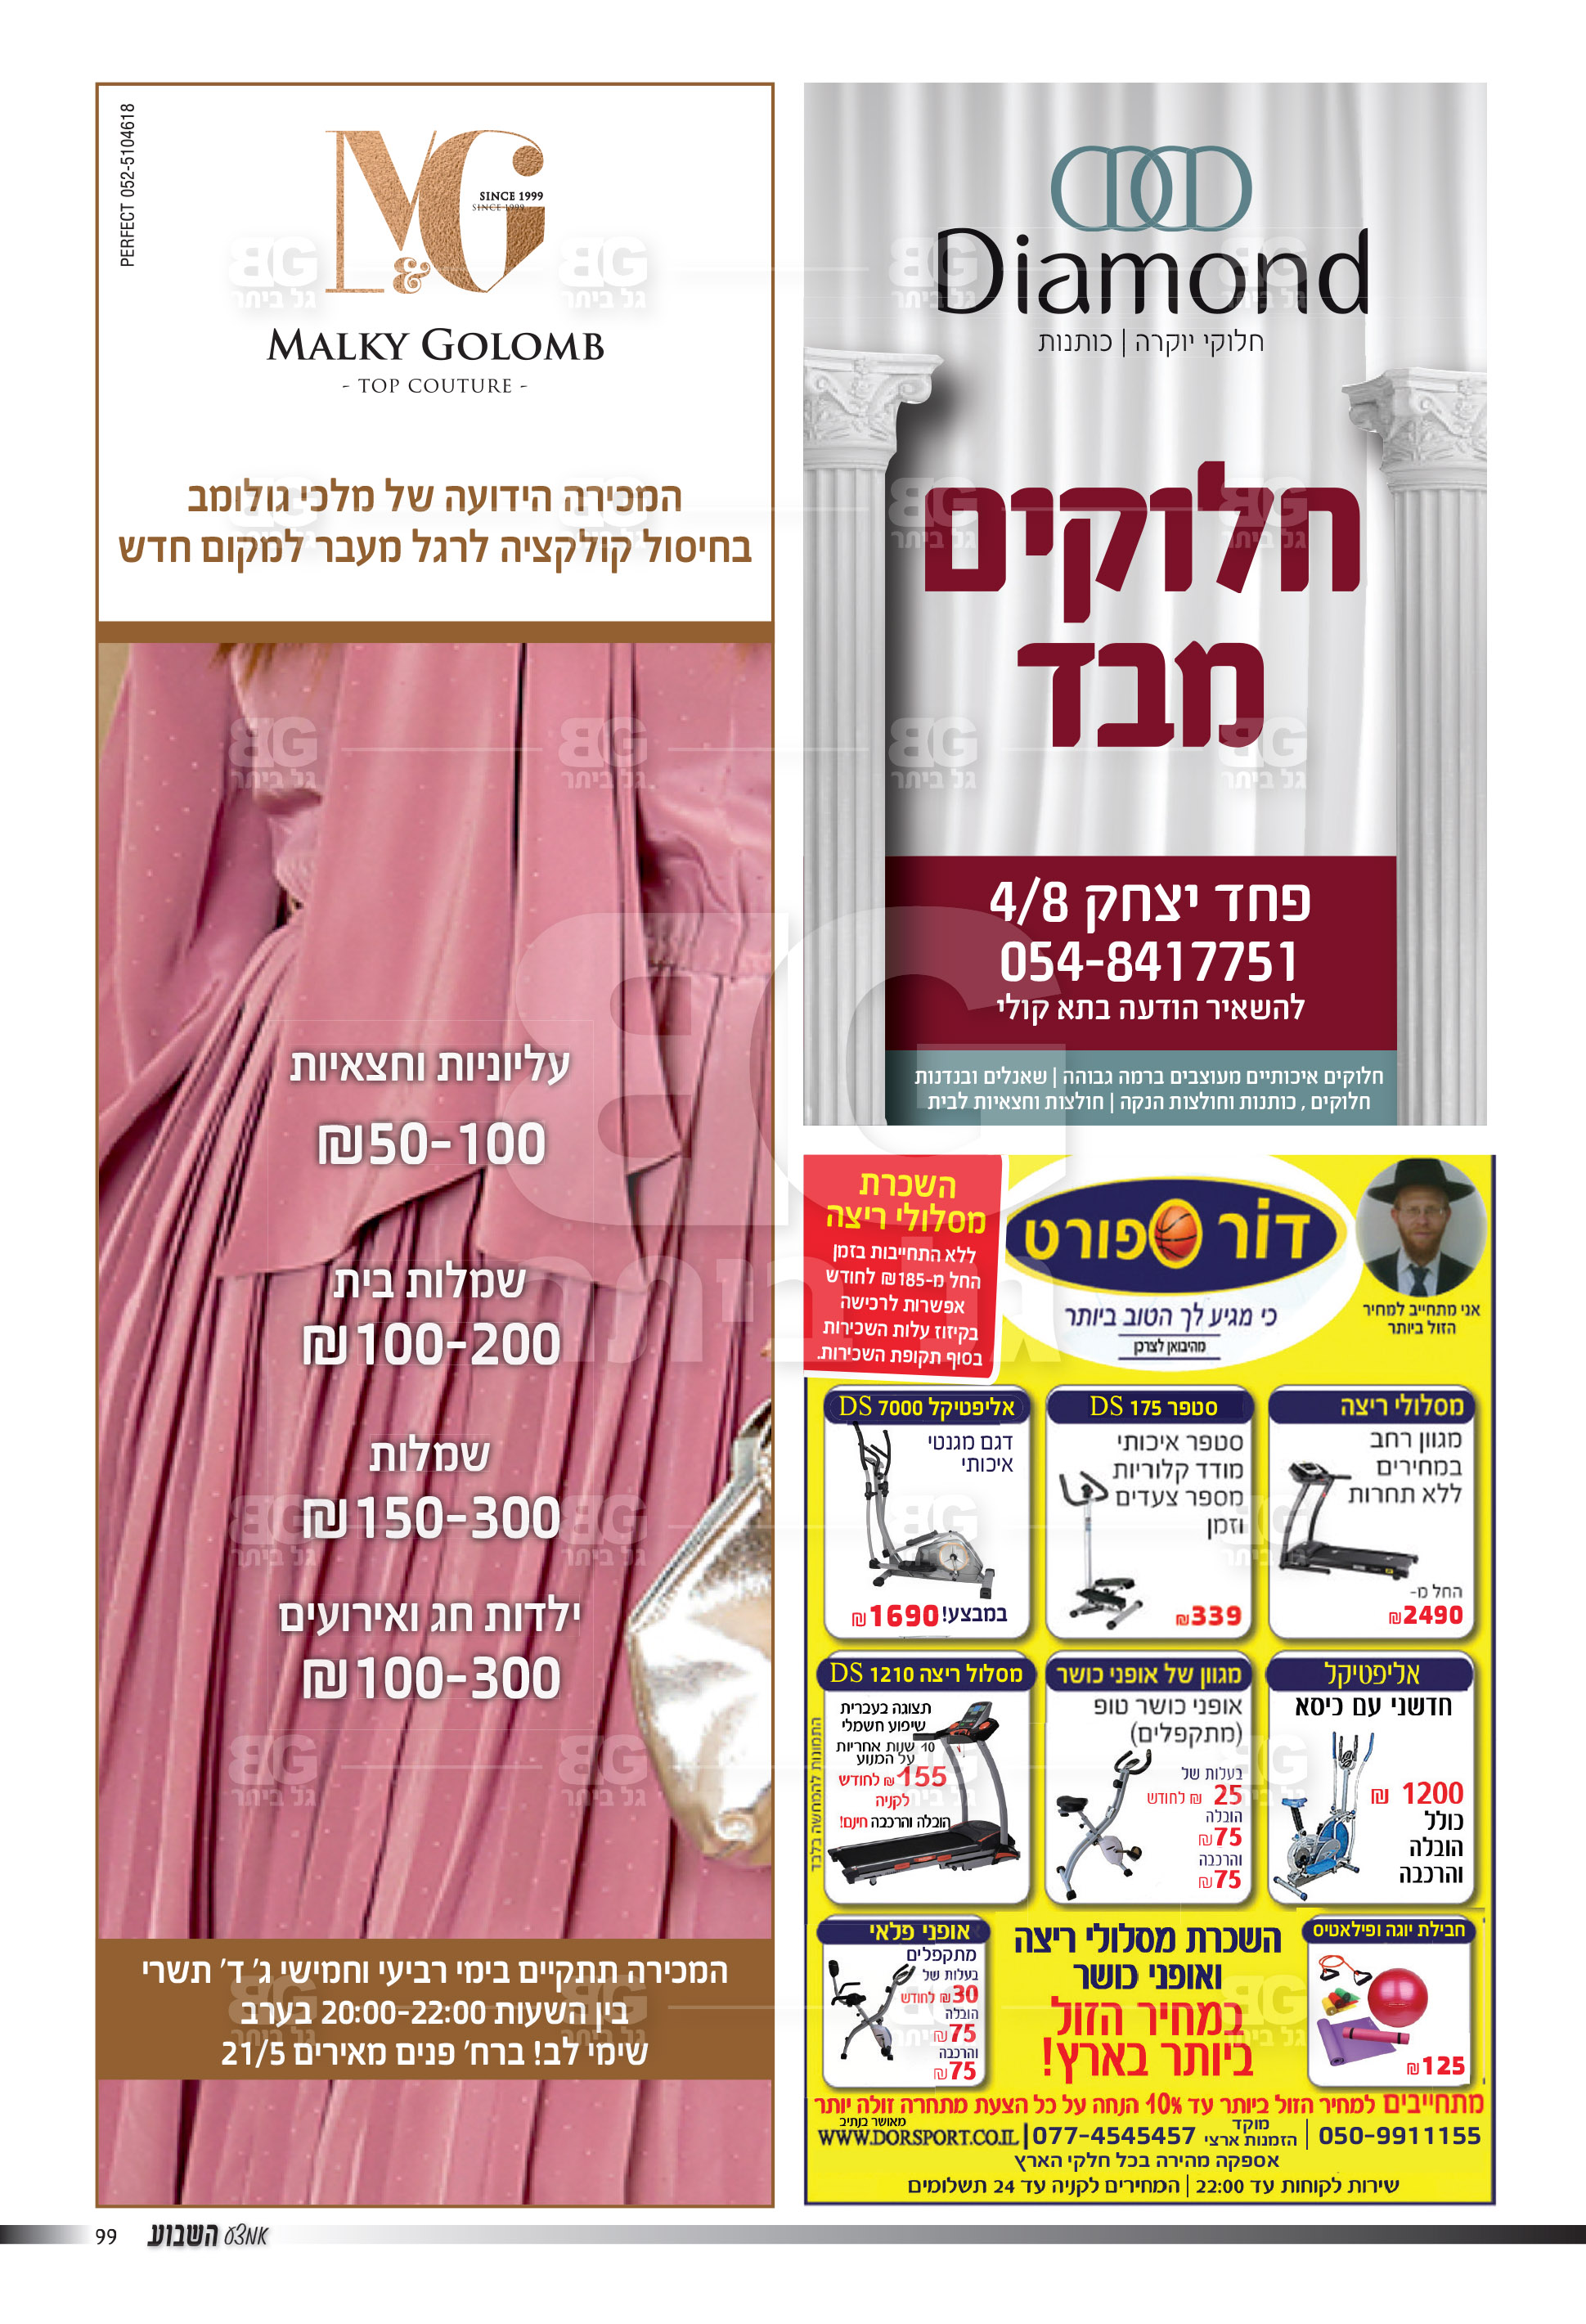 Diamond
חלוקי יוקרה | כותנות
חלוקים
מבד
פחד יצחק 4/8
054-8417751
להשאיר הודעה בתא קולי
חלוקים איכותיים מעוצבים ברמה גבוהה | שאנלים ובנדנות
חלוקים , כותנות וחולצות הנקה | חולצות וחצאיות לבית
PERFECT 052-5104618
M&G
SINCE 1999
SINCE 1999
MALKY GOLOMB
- TOP COUTURE -
המכירה הידועה של מלכי גולומב
בחיסול קולקציה לרגל מעבר למקום חדש
עליוניות וחצאיות
₪50-100
שמלות בית
₪100-200
שמלות
₪150-300
ילדות חג ואירועים
₪100-300
המכירה תתקיים בימי רביעי וחמישי ג' ד' תשרי
בין השעות 20:00-22:00 בערב
שימי לב! ברח' פנים מאירים 21/5
אני מתחייב למחיר
הזול ביותר
דור ספורט
כי מגיע לך הטוב ביותר
מהיבואן לצרכן
השכרת
מסלולי ריצה
ללא התחייבות בזמן
החל מ-185₪ לחודש
אפשרות לרכישה
בקיזוז עלות השכירות
בסוף תקופת השכירות.
מסלולי ריצה
מגוון רחב
במחירים
ללא תחרות
החל מ-
₪2490
סטפר DS 175
סטפר איכותי
מודד קלוריות
מספר צעדים
וזמן
₪339
אליפטיקל DS 7000
דגם מגנטי
איכותי
במבצע! 1690₪
אליפטיקל
חדשני עם כיסא
1200 ₪
כולל
הובלה
והרכבה
מגוון של אופני כושר
אופני כושר טופ
(מתקפלים)
בעלות של
25 ₪ לחודש
הובלה
₪75
והרכבה
₪75
מסלול ריצה DS 1210
תצוגה בעברית
שיפוע חשמלי
10 שנות אחריות
על המנוע
155₪ לחודש
לקניה
הובלה והרכבה חינם!
התמונות להמחשה בלבד
חבילת יוגה ופילאטיס
₪125
השכרת מסלולי ריצה
ואופני כושר
במחיר הזול
ביותר בארץ!
אופני פלאי
מתקפלים
בעלות של
30₪ לחודש
הובלה
₪75
והרכבה
₪75
מתחייבים למחיר הזול ביותר עד 10% הנחה על כל הצעת מתחרה זולה יותר
050-9911155 | מוקד הזמנות ארצי 077-4545457 | מאושר בנתיב WWW.DORSPORT.CO.IL
אספקה מהירה בכל חלקי הארץ
שירות לקוחות עד 22:00 | המחירים לקניה עד 24 תשלומים
BG
גל ביתר
אמצע השבוע
99